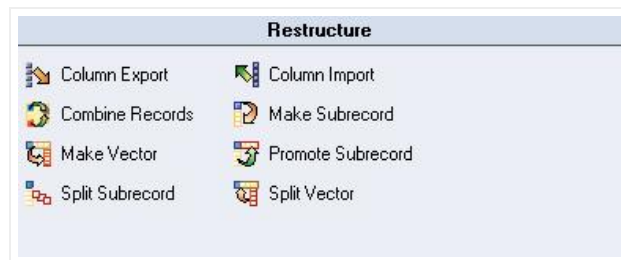 Restructure
Column Export Column Import
Combine Records Make Subrecord
Make Vector Promote Subrecord
Split Subrecord Split Vector